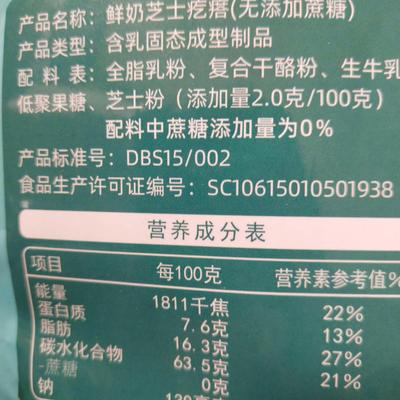 产品名称：鲜奶芝士疙瘩(无添加蔗糖)
产品类型：含乳固态成型制品
配 料 表：全脂乳粉、复合干酪粉、生牛乳
低聚果糖、芝士粉（添加量2.0克/100克）
配料中蔗糖添加量为0%
产品标准号：DBS15/002
食品生产许可证编号：SC10615010501938
营养成分表
项目 每100克 营养素参考值%
能量 1811千焦 22%
蛋白质 7.6克 13%
脂肪 16.3克 27%
碳水化合物 63.5克 21%
-蔗糖 0克
钠